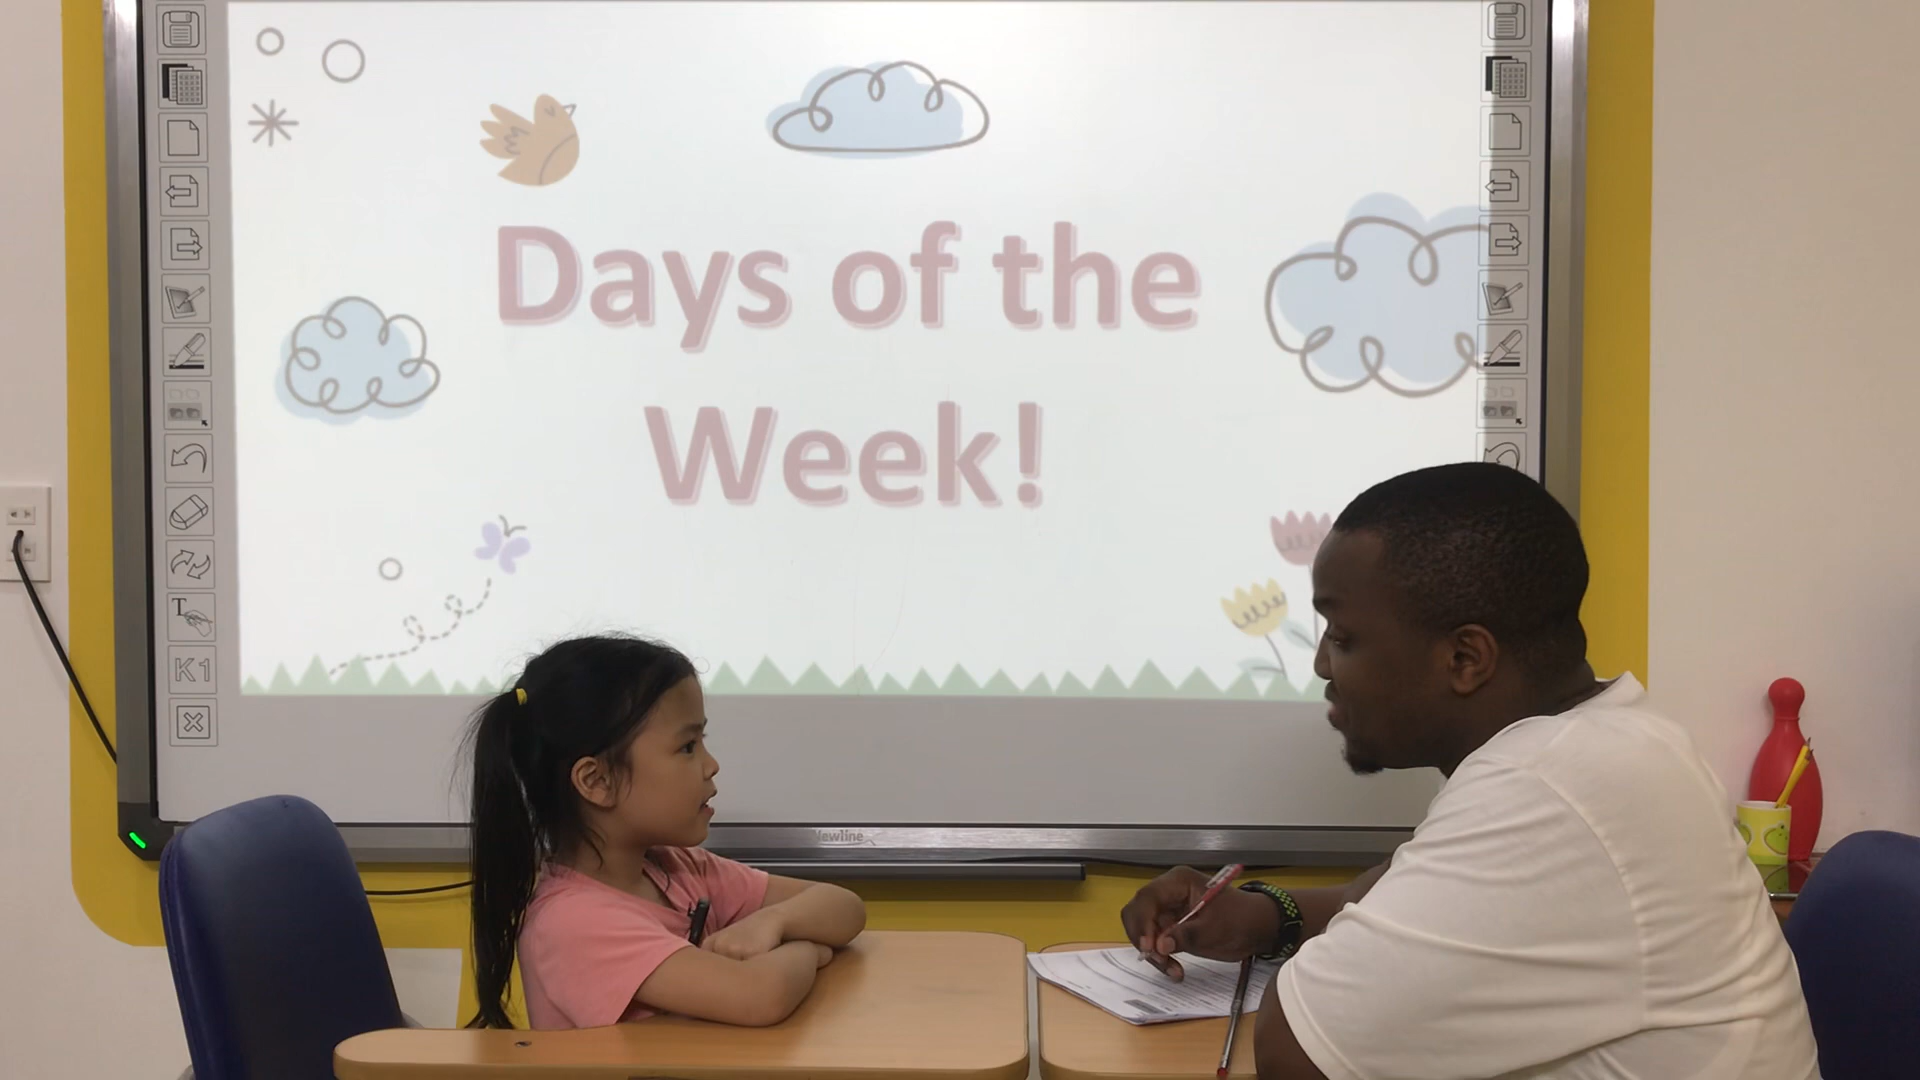 Days of the
Week!
T
K1
Newline